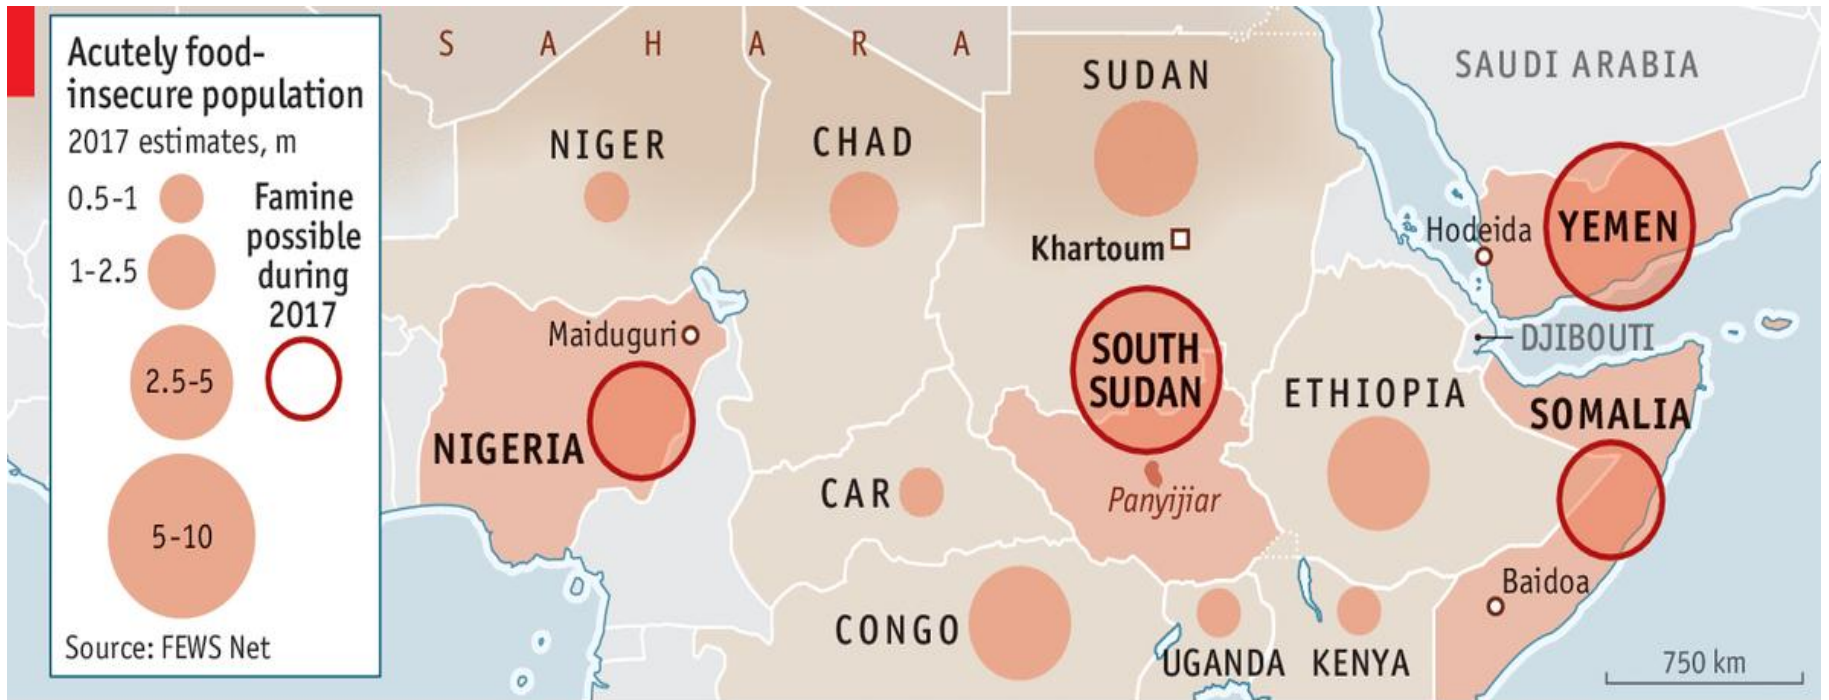 Acutely food-
insecure population
2017 estimates, m
0.5-1
1-2.5
2.5-5
5-10
Famine
possible
during
2017
Source: FEWS Net
S A H A R A
NIGER
CHAD
SUDAN
SAUDI ARABIA
Khartoum
Hodeida
YEMEN
Maiduguri
NIGERIA
SOUTH
SUDAN
Panyijiar
DJIBOUTI
ETHIOPIA
SOMALIA
CAR
CONGO
UGANDA
KENYA
Baidoa
750 km